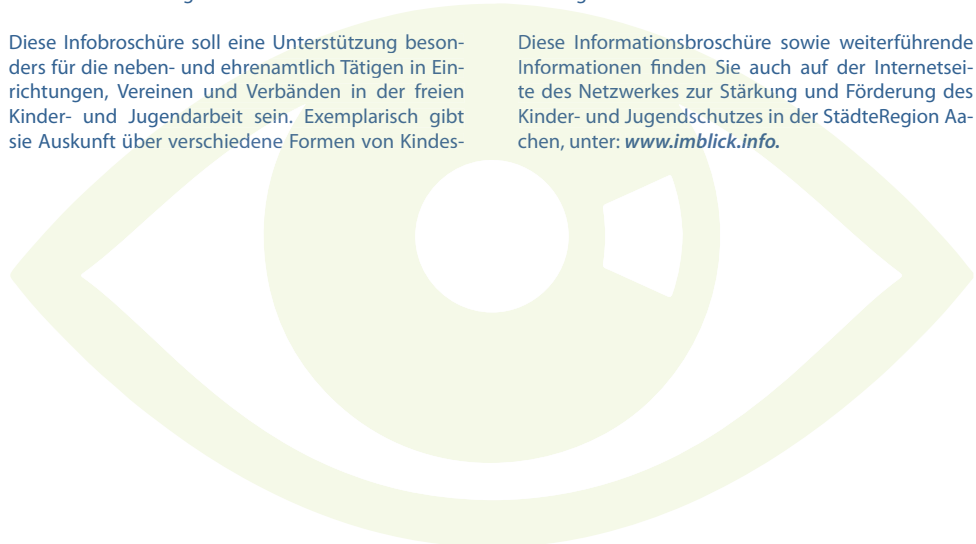 Diese Infobroschüre soll eine Unterstützung beson-
ders für die neben- und ehrenamtlich Tätigen in Ein-
richtungen, Vereinen und Verbänden in der freien
Kinder- und Jugendarbeit sein. Exemplarisch gibt
sie Auskunft über verschiedene Formen von Kindes-
Diese Informationsbroschüre sowie weiterführende
Informationen finden Sie auch auf der Internetsei-
te des Netzwerkes zur Stärkung und Förderung des
Kinder- und Jugendschutzes in der StädteRegion Aa-
chen, unter: www.imblick.info.